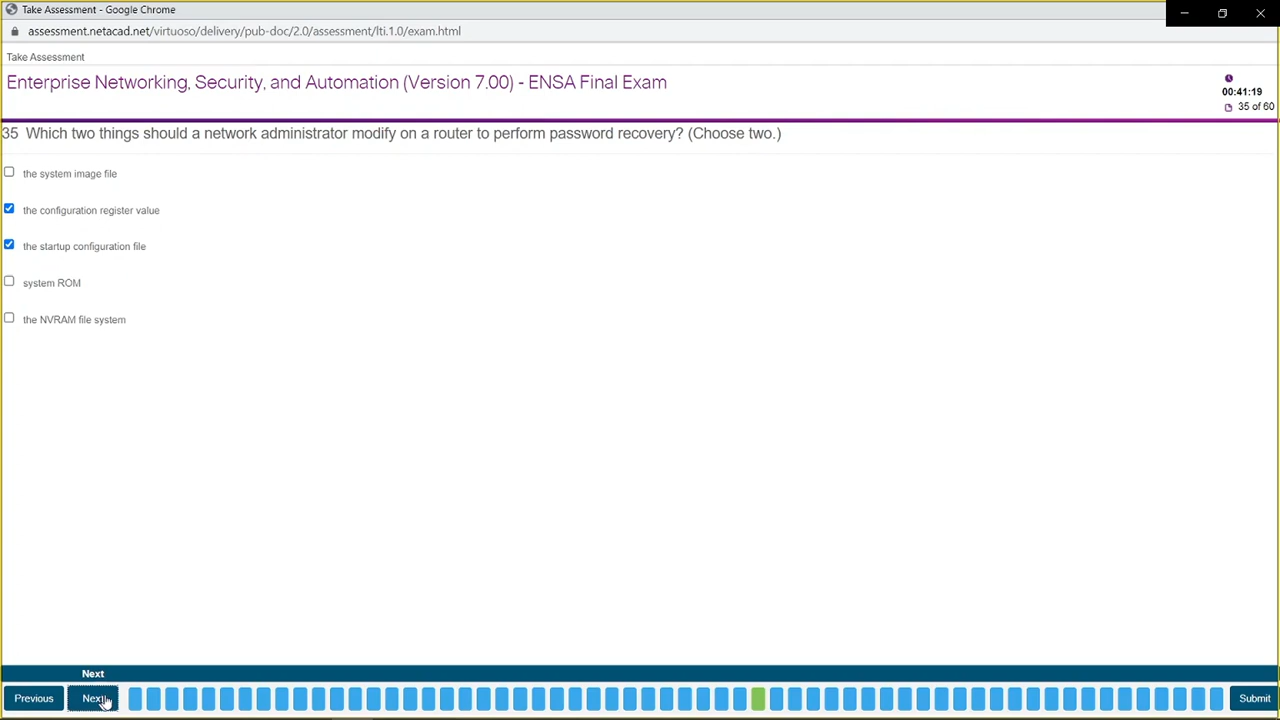 Take Assessment - Google Chrome
assessment.netacad.net/virtuoso/delivery/pub-doc/2.0/assessment/lti.1.0/exam.html
Take Assessment
Enterprise Networking, Security, and Automation (Version 7.00) - ENSA Final Exam
00:41:19
35 of 60
35 Which two things should a network administrator modify on a router to perform password recovery? (Choose two.)
the system image file
the configuration register value
the startup configuration file
system ROM
the NVRAM file system
Next
Previous
Next
Submit